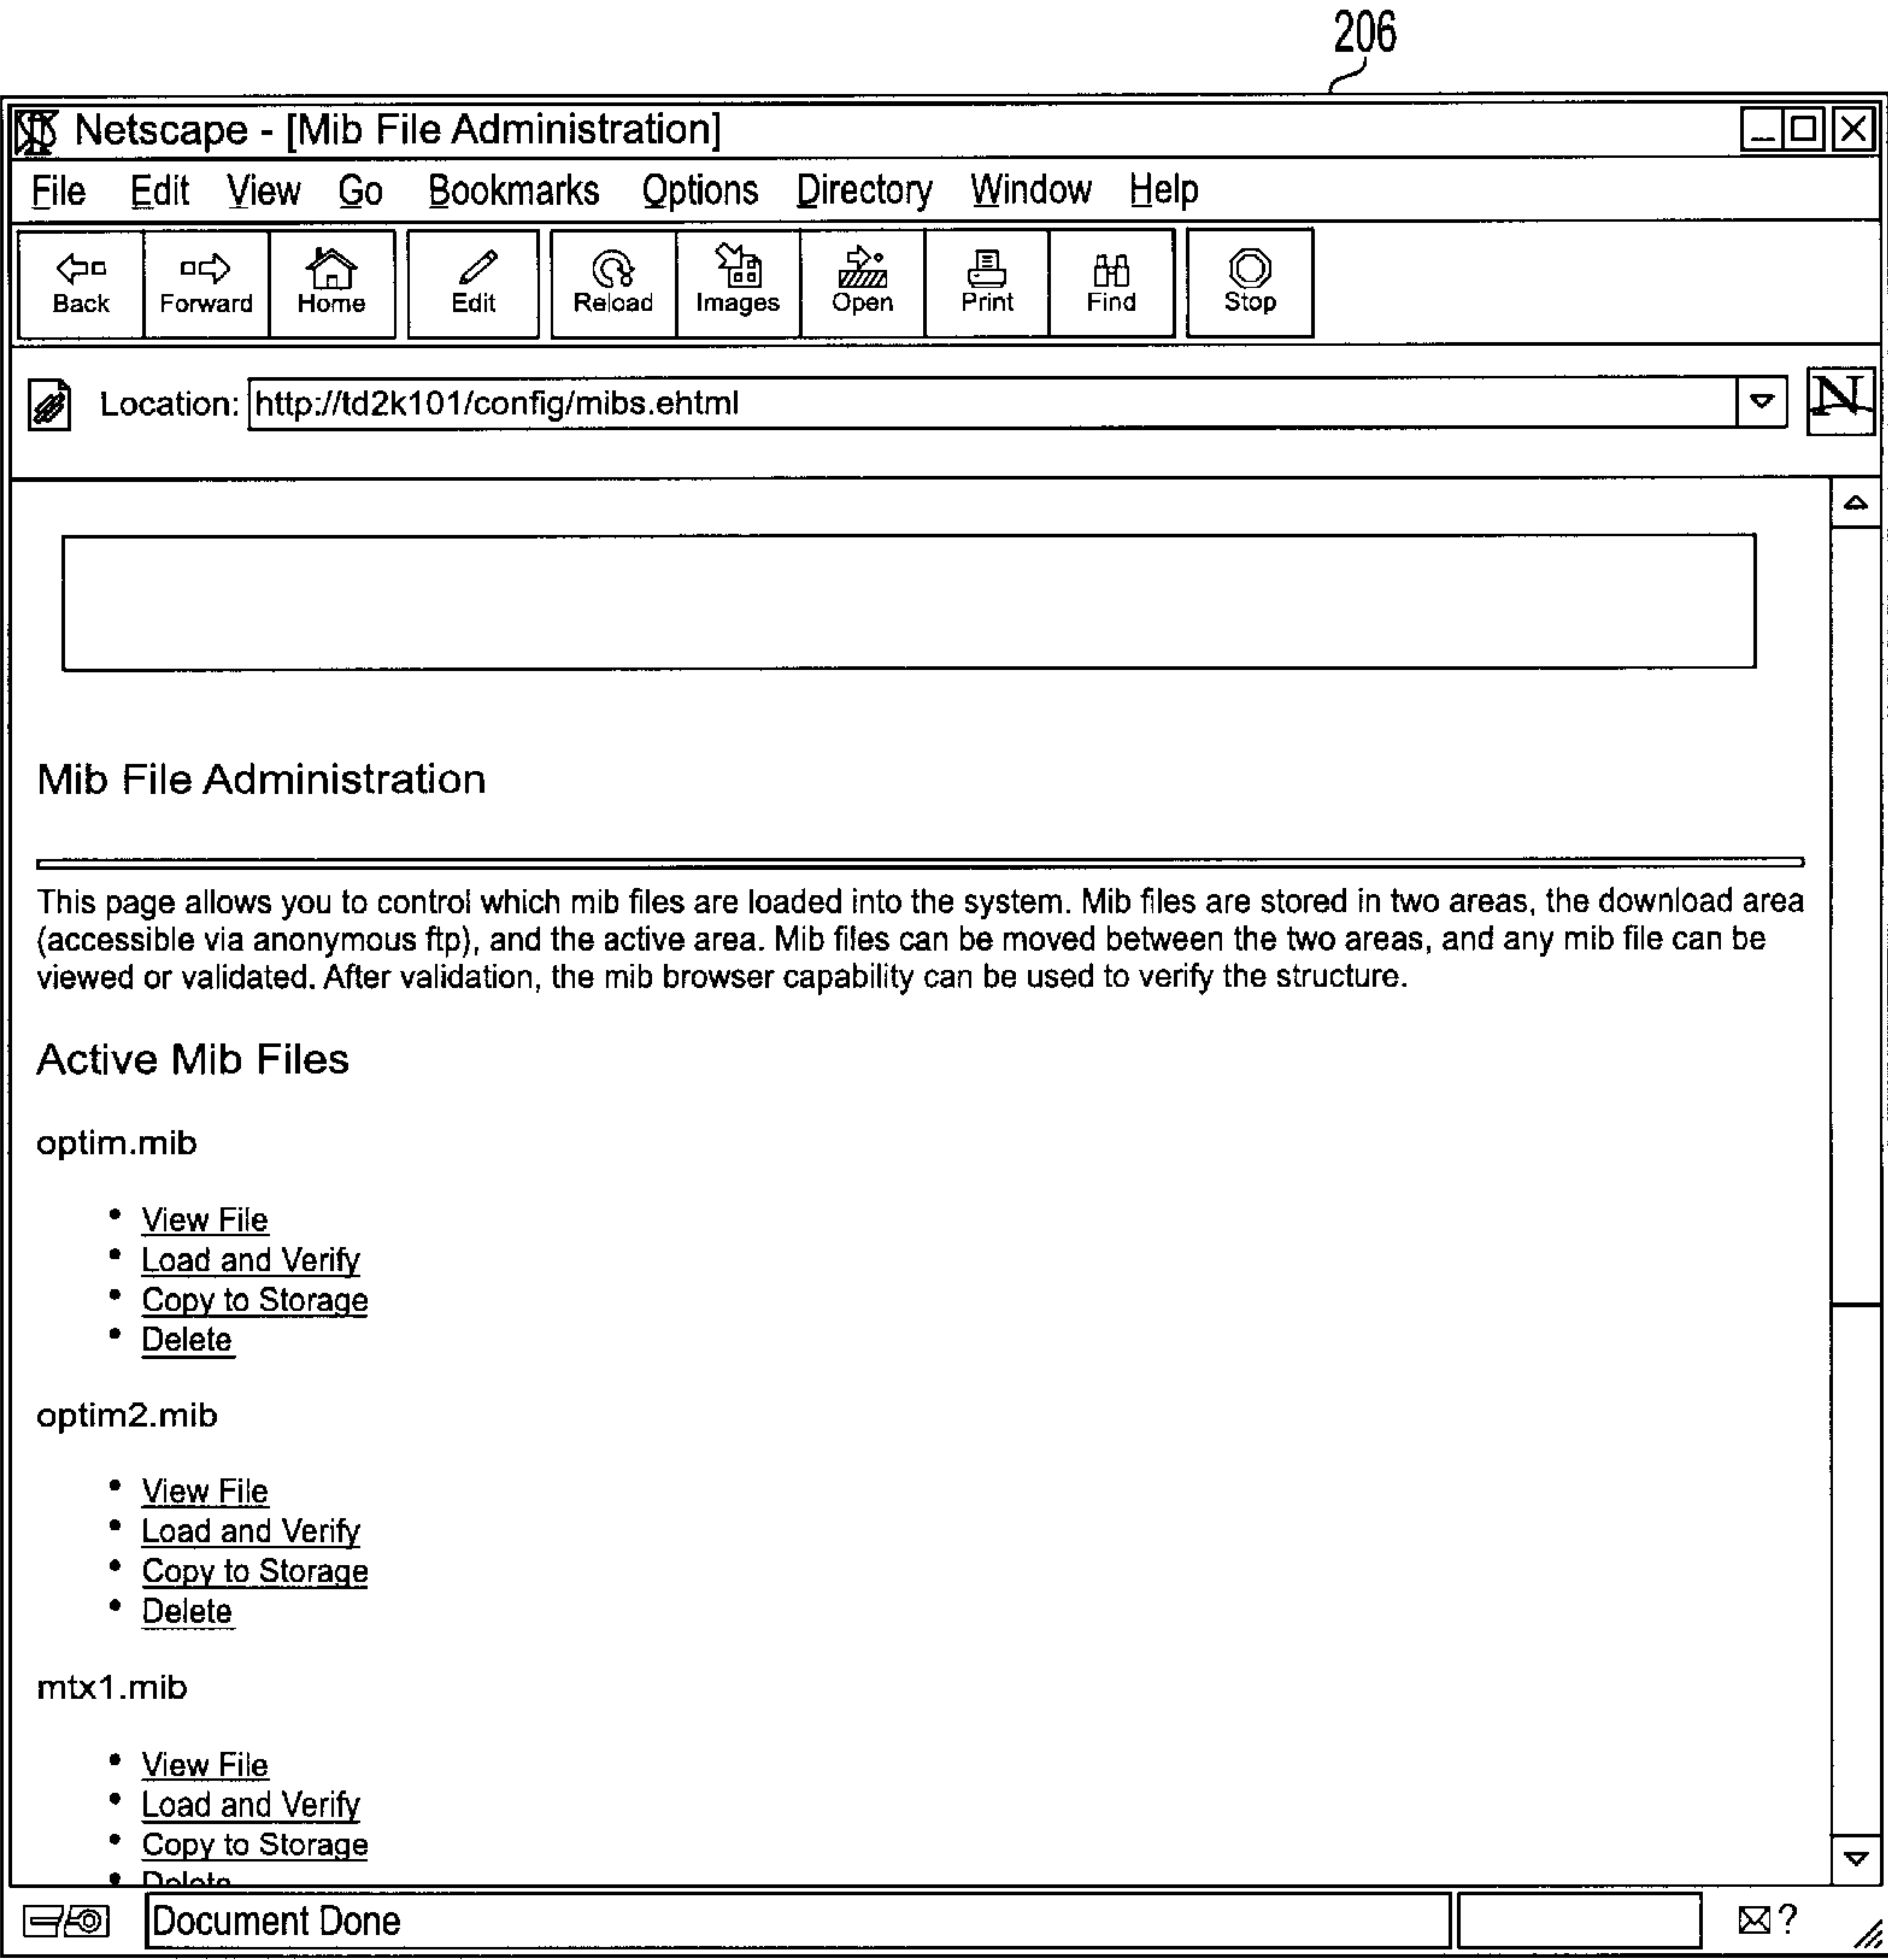 206
Netscape - [Mib File Administration]
File Edit View Go Bookmarks Options Directory Window Help
Back Forward Home Edit Reload Images Open Print Find Stop
Location: http://td2k101/config/mibs.ehtml
N
Mib File Administration
This page allows you to control which mib files are loaded into the system. Mib files are stored in two areas, the download area
(accessible via anonymous ftp), and the active area. Mib files can be moved between the two areas, and any mib file can be
viewed or validated. After validation, the mib browser capability can be used to verify the structure.
Active Mib Files
optim.mib
• View File
• Load and Verify
• Copy to Storage
• Delete
optim2.mib
• View File
• Load and Verify
• Copy to Storage
• Delete
mtx1.mib
• View File
• Load and Verify
• Copy to Storage
• Delete
Document Done
?